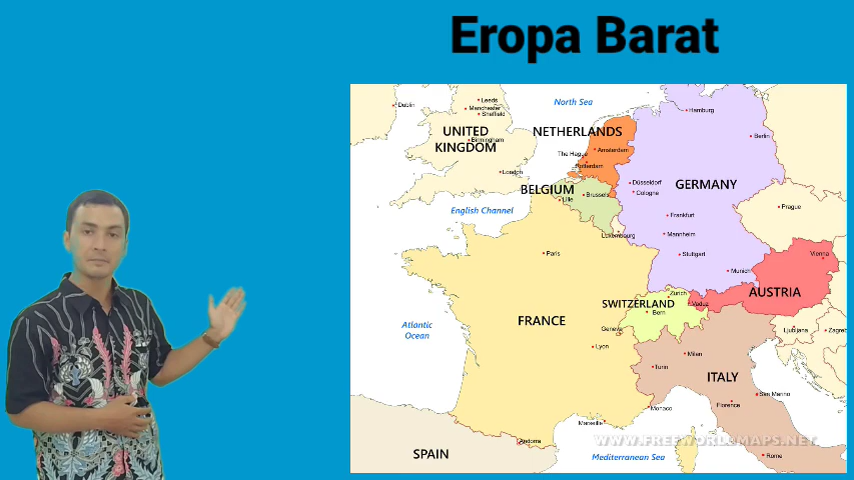 Eropa Barat
Dublin
Leeds
Manchester
Sheffield
North Sea
Hamburg
UNITED
KINGDOM
Birmingham
NETHERLANDS
Berlin
The Hague
Amsterdam
Rotterdam
London
BELGIUM
Lille
Brussels
Düsseldorf
Cologne
GERMANY
English Channel
Prague
Frankfurt
Luxembourg
Mannheim
Paris
Stuttgart
Vienna
Munich
Zurich
AUSTRIA
SWITZERLAND
Vaduz
Bern
Atlantic
Ocean
FRANCE
Geneve
Ljubljana
Zagreb
Lyon
Milan
Turin
ITALY
San Marino
Monaco
Florence
Marseille
Andorra
WWW.FREEWORLDMAPS.NET
SPAIN
Mediterranean Sea
Rome